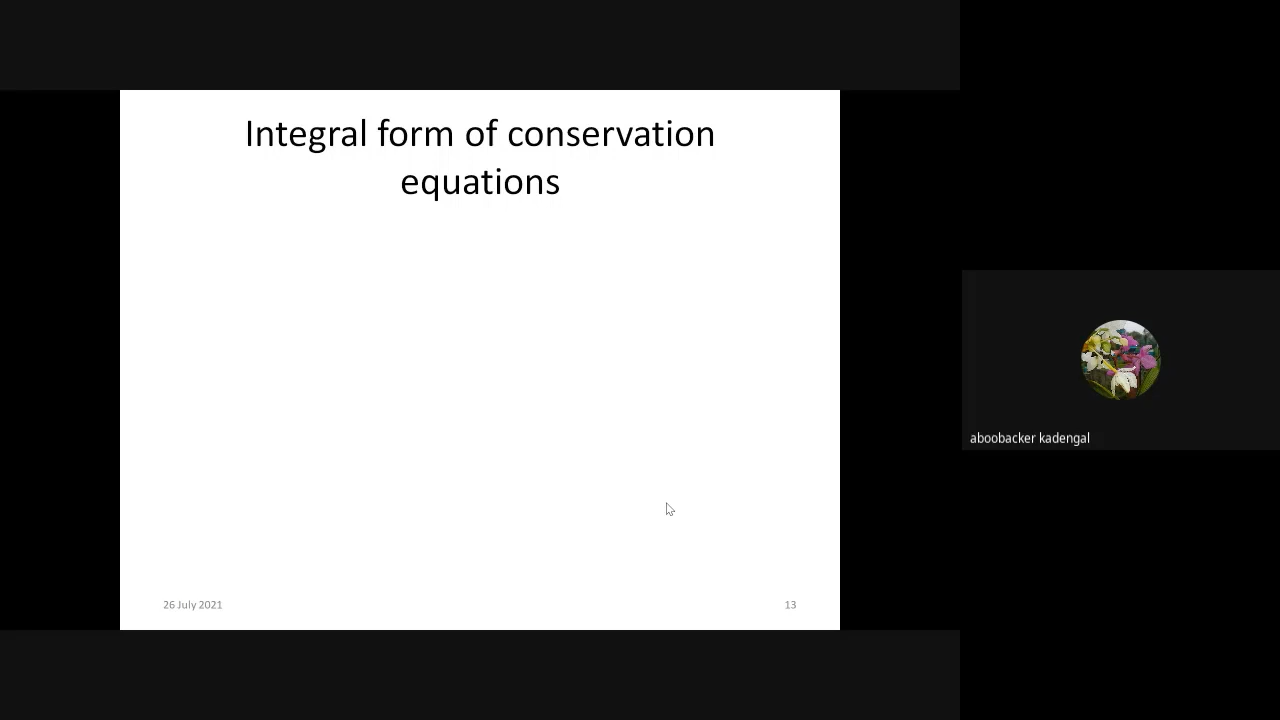 Integral form of conservation
equations
26 July 2021
13
aboobacker kadengal